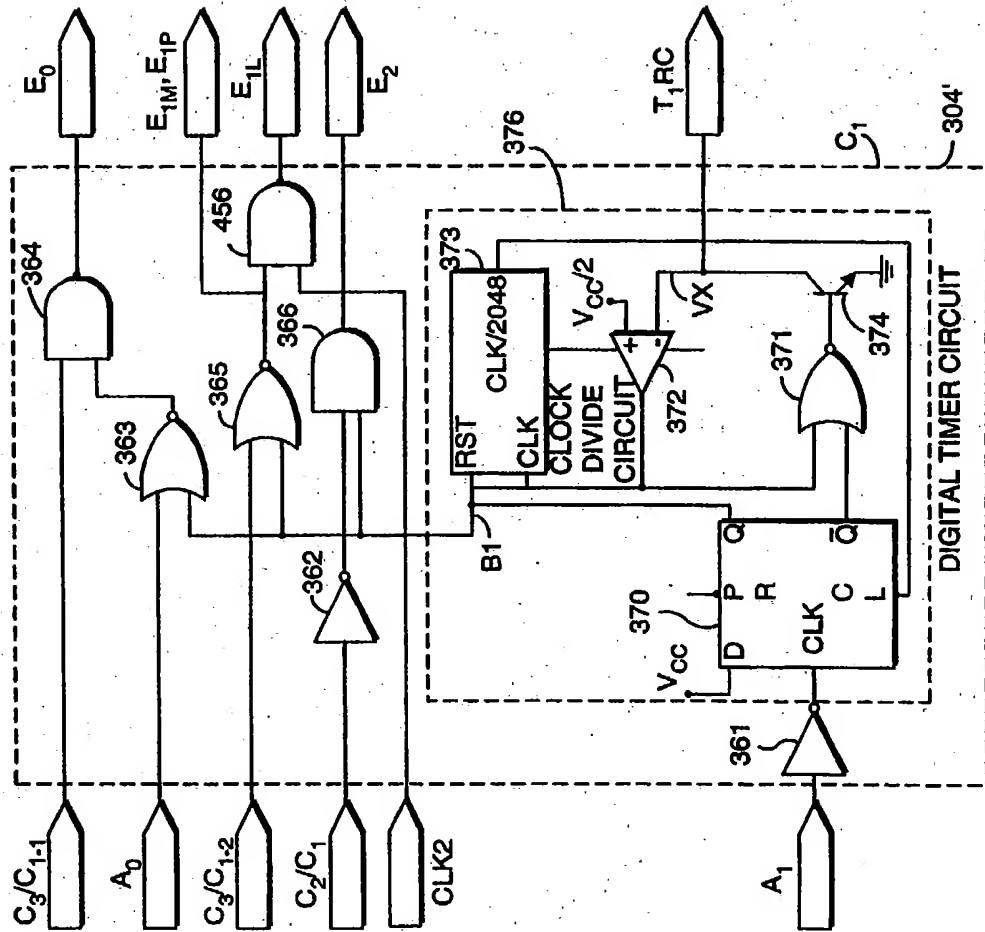 E₀
E₁M, E₁P
E₁L
E₂
T₁RC
376
C₁
304'
364
456
373
363
365
366
V_CC/2
VX
374
RST
CLK/2048
CLK
CLOCK
DIVIDE
CIRCUIT
372
371
362
B1
DIGITAL TIMER CIRCUIT
370
V_CC
D
P
Q
R
CLK
C
Q̅
L
361
C₃/C₁₋₁
A₀
C₃/C₁₋₂
C₂/C₁
CLK2
A₁